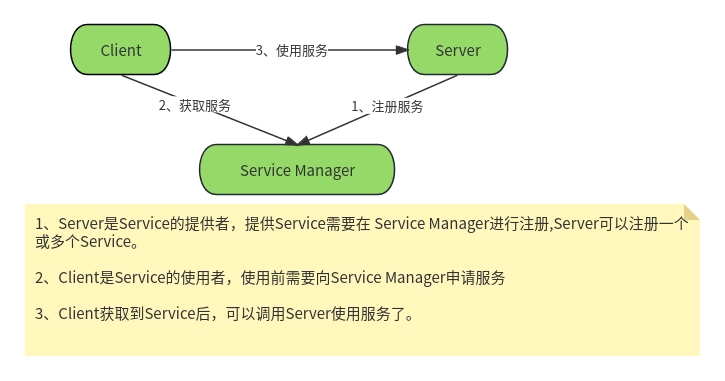 Client
3、使用服务
Server
2、获取服务
1、注册服务
Service Manager
1、Server是Service的提供者，提供Service需要在 Service Manager进行注册,Server可以注册一个
或多个Service。
2、Client是Service的使用者，使用前需要向Service Manager申请服务
3、Client获取到Service后，可以调用Server使用服务了。